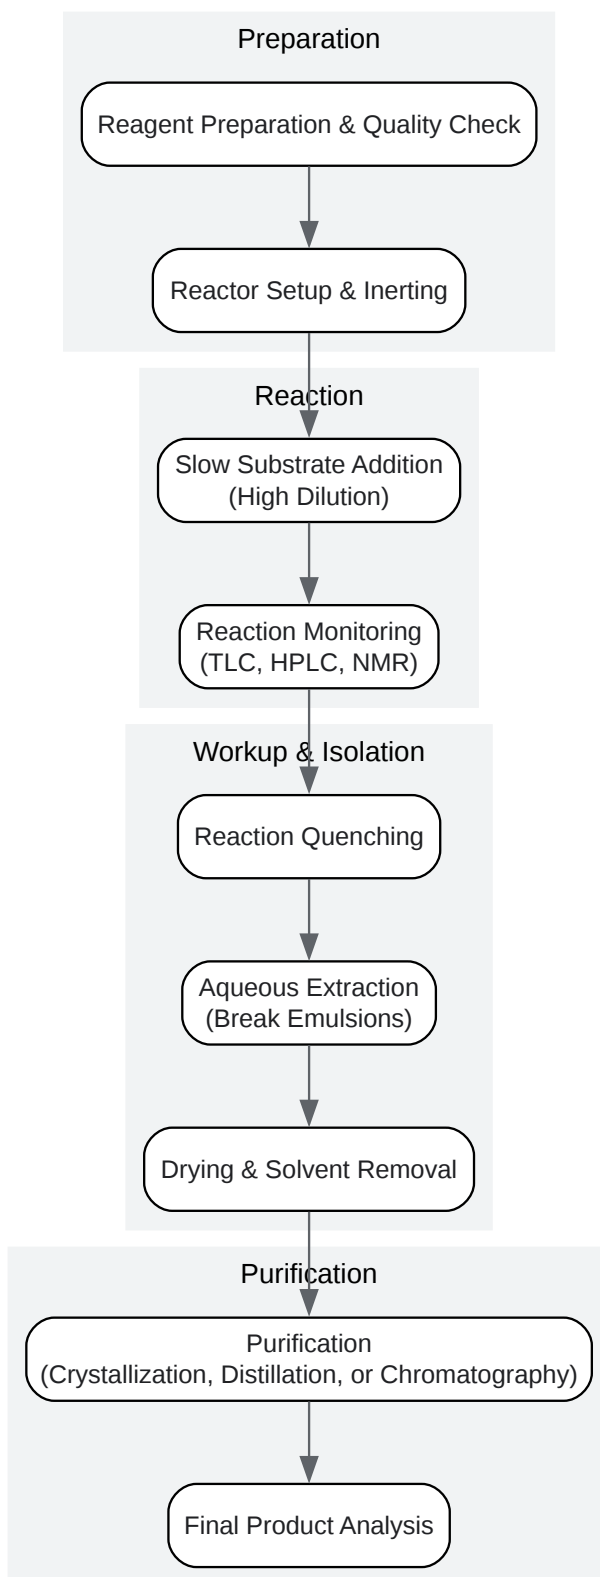 Preparation
Reagent Preparation & Quality Check
Reactor Setup & Inerting
Reaction
Slow Substrate Addition
(High Dilution)
Reaction Monitoring
(TLC, HPLC, NMR)
Workup & Isolation
Reaction Quenching
Aqueous Extraction
(Break Emulsions)
Drying & Solvent Removal
Purification
Purification
(Crystallization, Distillation, or Chromatography)
Final Product Analysis